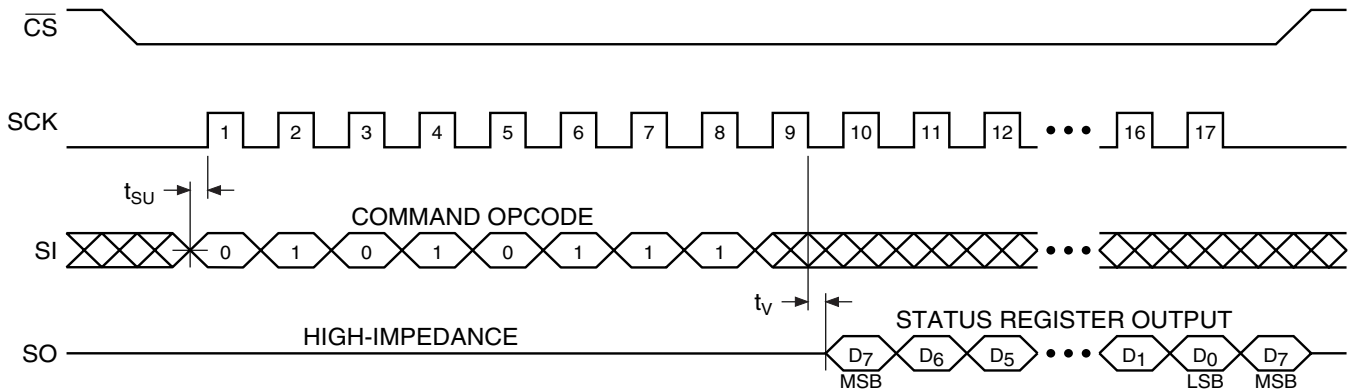 CS
SCK 1 2 3 4 5 6 7 8 9 10 11 12 ••• 16 17
tSU
COMMAND OPCODE
SI 0 1 0 1 0 1 1 1 •••
tV
HIGH-IMPEDANCE STATUS REGISTER OUTPUT
SO D7 D6 D5 ••• D1 D0 D7
MSB LSB MSB